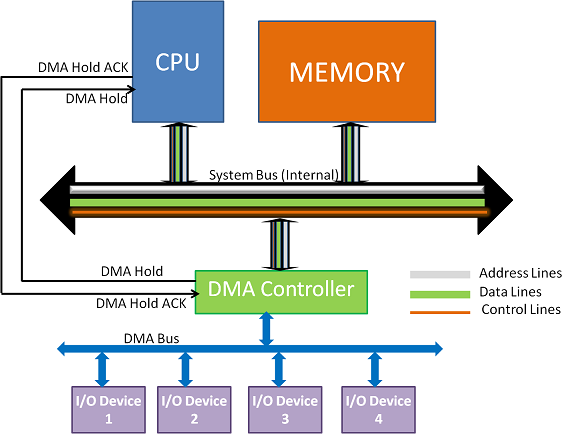 DMA Hold ACK
DMA Hold
CPU
MEMORY
System Bus (Internal)
DMA Hold
DMA Hold ACK
DMA Controller
Address Lines
Data Lines
Control Lines
DMA Bus
I/O Device
1
I/O Device
2
I/O Device
3
I/O Device
4